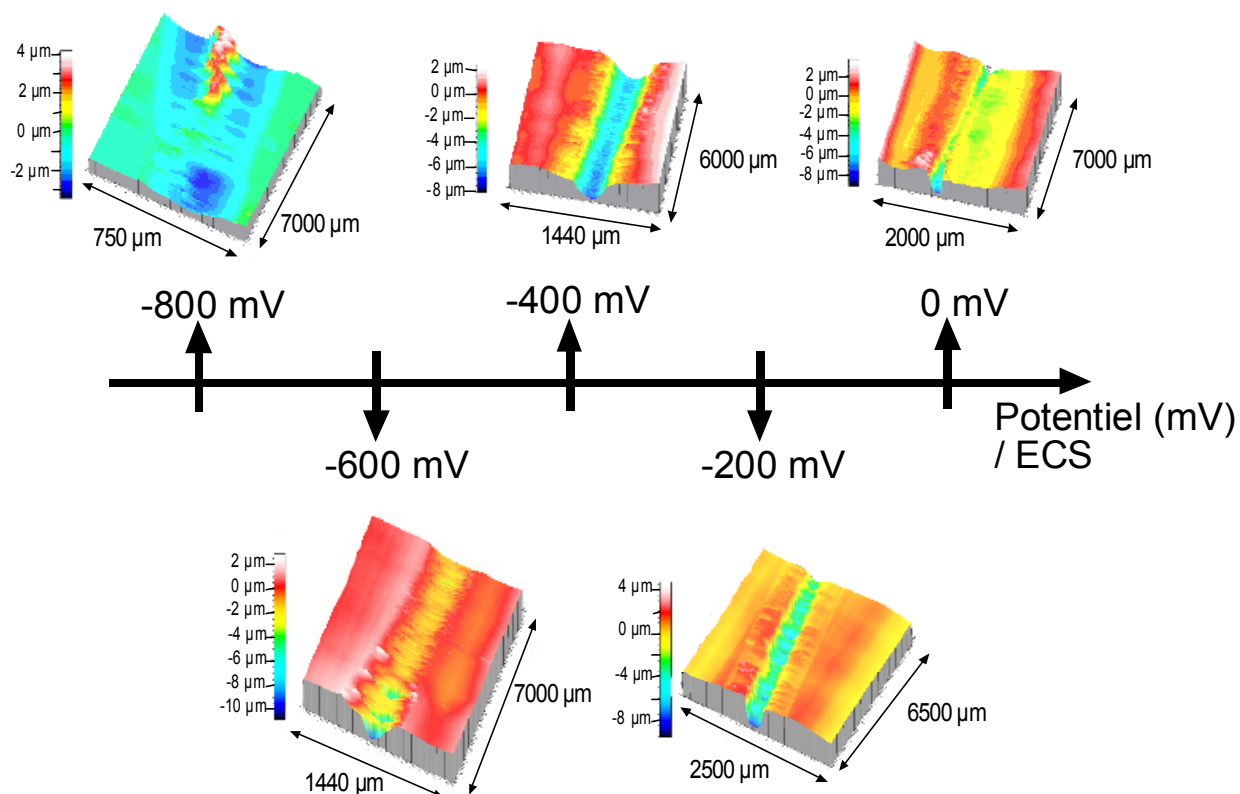 4 µm
2 µm
0 µm
-2 µm
750 µm
7000 µm
2 µm
0 µm
-2 µm
-4 µm
-6 µm
-8 µm
1440 µm
6000 µm
2 µm
0 µm
-2 µm
-4 µm
-6 µm
-8 µm
2000 µm
7000 µm
-800 mV
-400 mV
0 mV
-600 mV
-200 mV
Potentiel (mV)
/ ECS
2 µm
0 µm
-2 µm
-4 µm
-6 µm
-8 µm
-10 µm
1440 µm
7000 µm
4 µm
0 µm
-4 µm
-8 µm
2500 µm
6500 µm